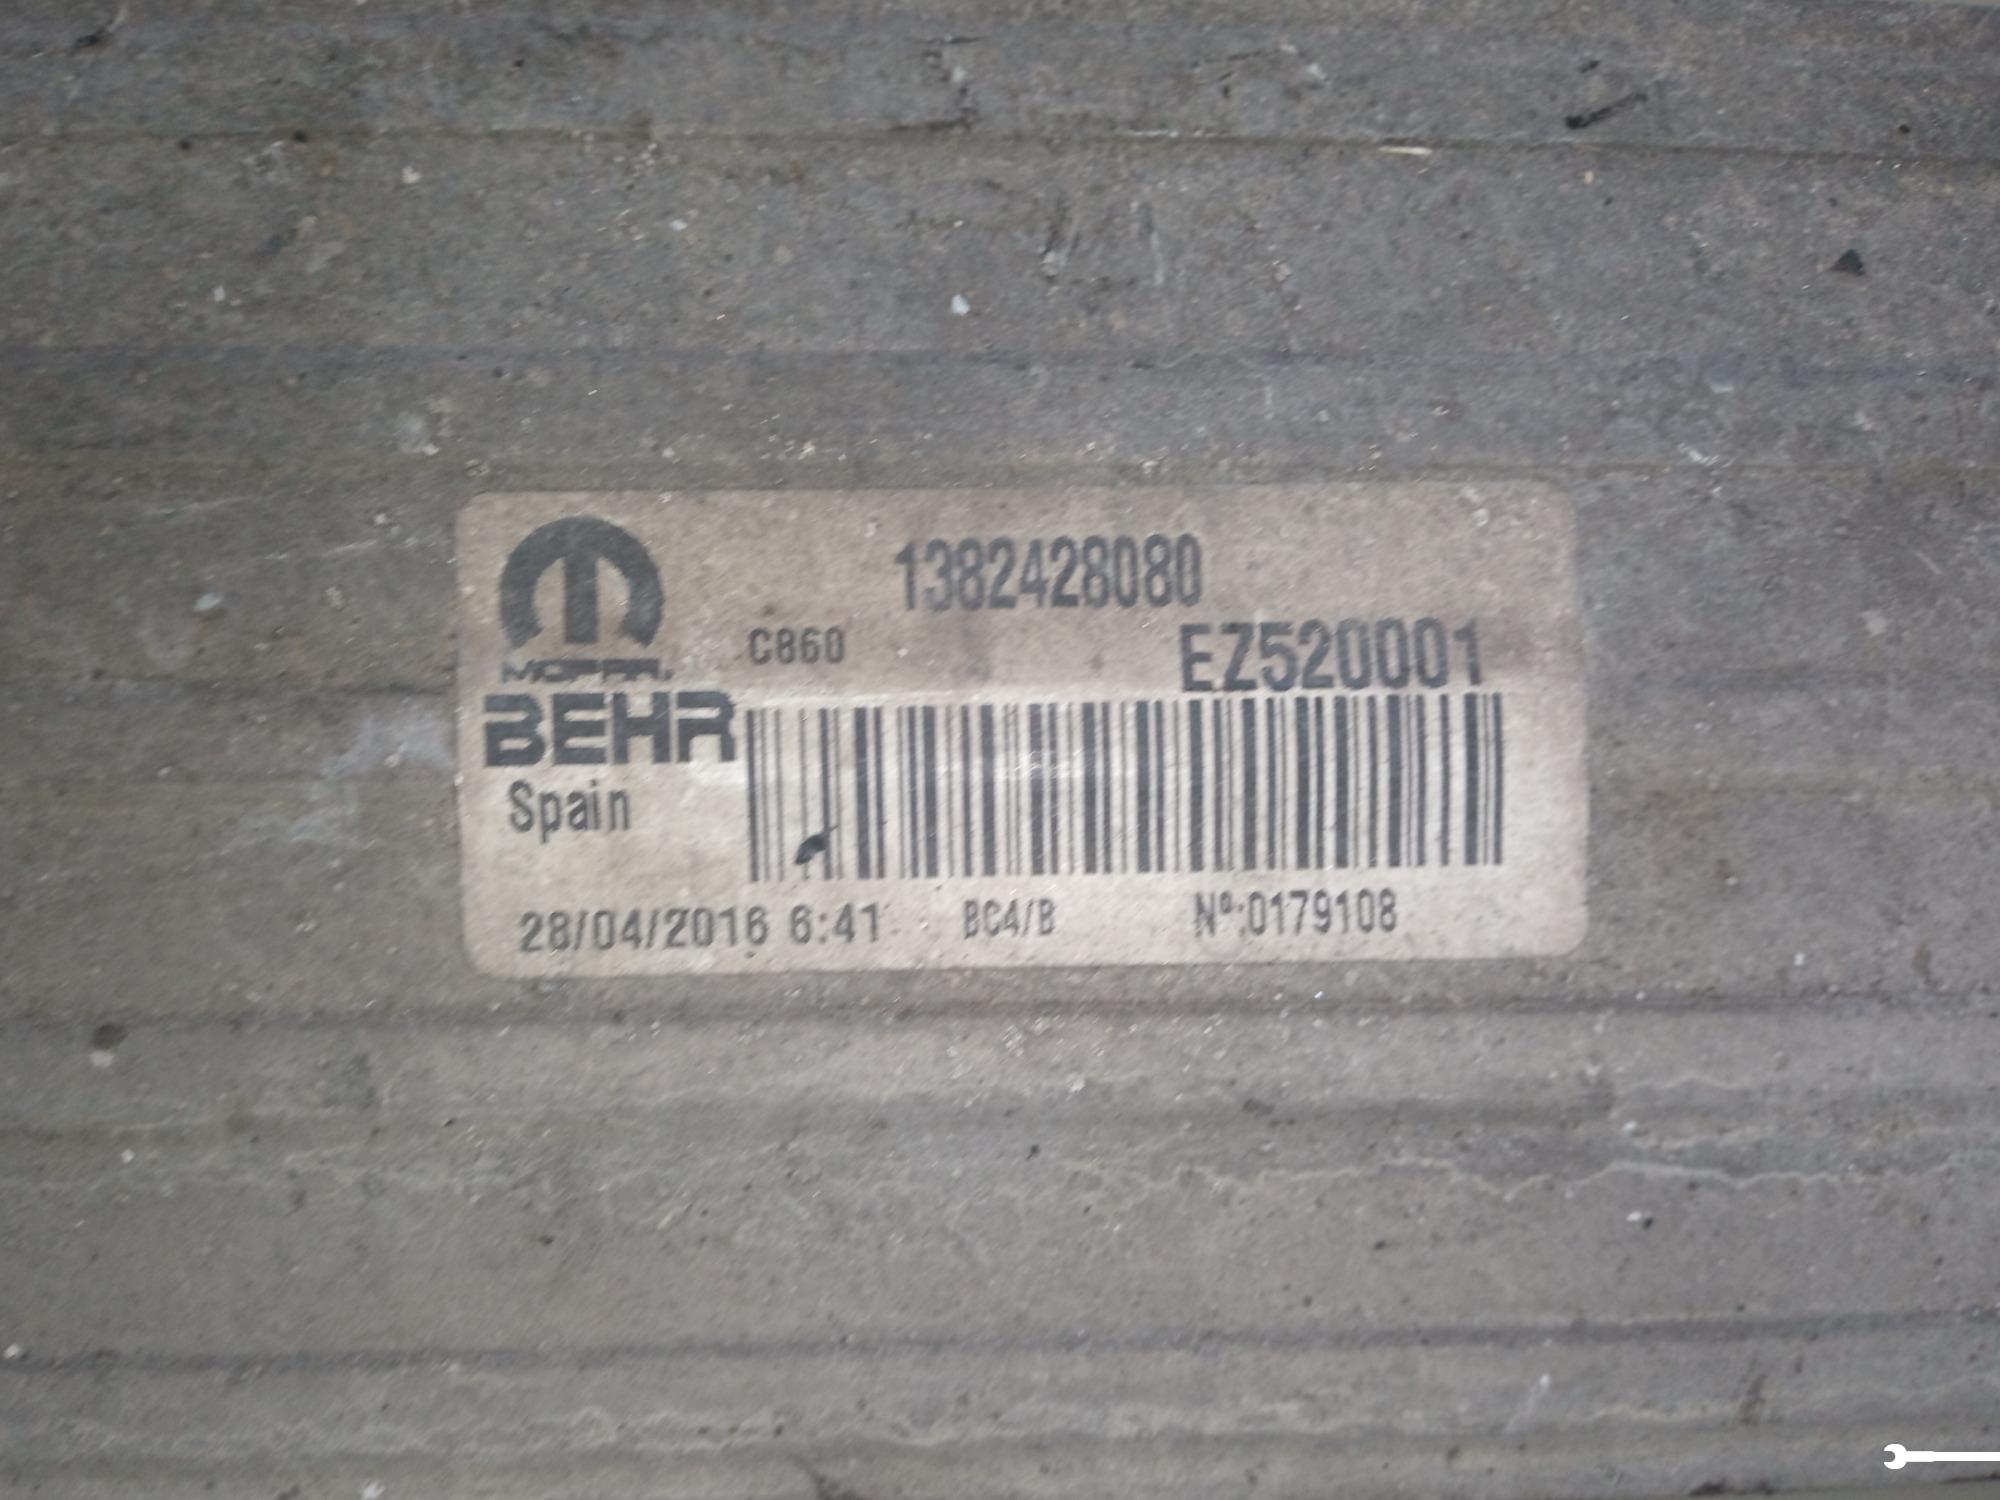 1382428080
MOPAR.
C860
EZ520001
BEHR
Spain
28/04/2016 6:41
BC4/B
Nº:0179108